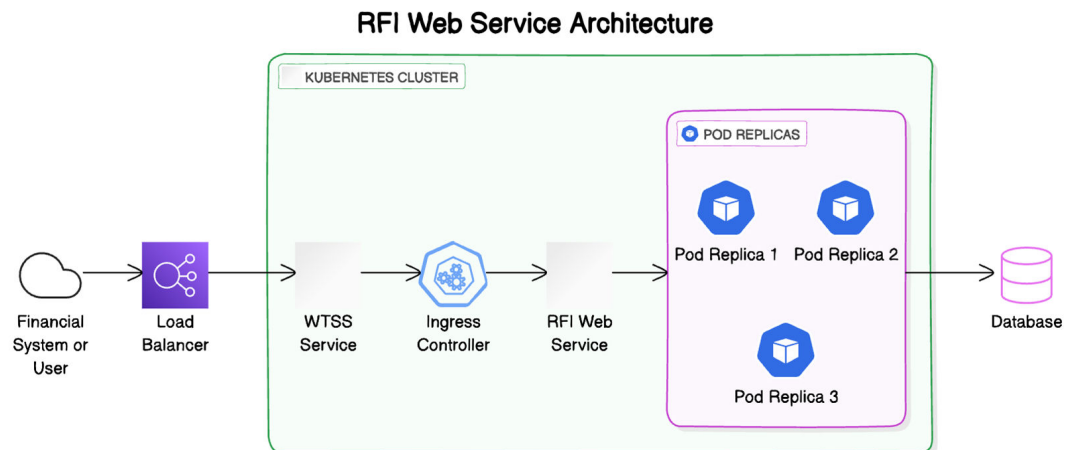 RFI Web Service Architecture
KUBERNETES CLUSTER
POD REPLICAS
Pod Replica 1
Pod Replica 2
Pod Replica 3
Financial
System or
User
Load
Balancer
WTSS
Service
Ingress
Controller
RFI Web
Service
Database